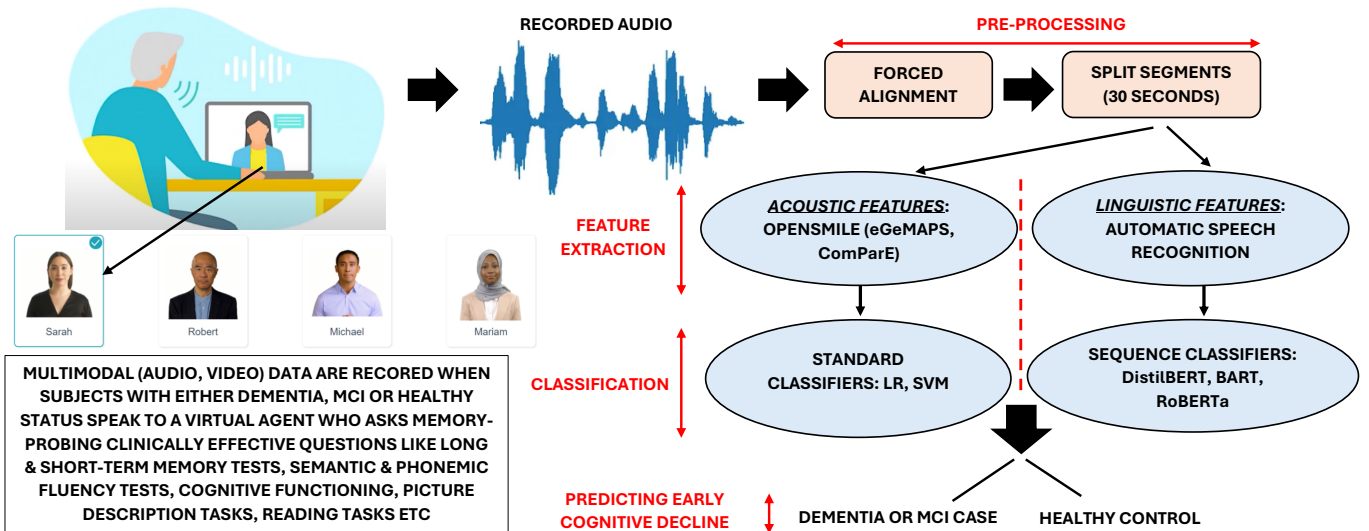 RECORDED AUDIO
PRE-PROCESSING
FORCED
ALIGNMENT
SPLIT SEGMENTS
(30 SECONDS)
FEATURE
EXTRACTION
ACOUSTIC FEATURES:
OPENSMILE (eGeMAPS,
ComParE)
LINGUISTIC FEATURES:
AUTOMATIC SPEECH
RECOGNITION
Sarah
Robert
Michael
Mariam
MULTIMODAL (AUDIO, VIDEO) DATA ARE RECORED WHEN
SUBJECTS WITH EITHER DEMENTIA, MCI OR HEALTHY
STATUS SPEAK TO A VIRTUAL AGENT WHO ASKS MEMORY-
PROBING CLINICALLY EFFECTIVE QUESTIONS LIKE LONG
& SHORT-TERM MEMORY TESTS, SEMANTIC & PHONEMIC
FLUENCY TESTS, COGNITIVE FUNCTIONING, PICTURE
DESCRIPTION TASKS, READING TASKS ETC
CLASSIFICATION
STANDARD
CLASSIFIERS: LR, SVM
SEQUENCE CLASSIFIERS:
DistilBERT, BART,
RoBERTa
PREDICTING EARLY
COGNITIVE DECLINE
DEMENTIA OR MCI CASE
HEALTHY CONTROL